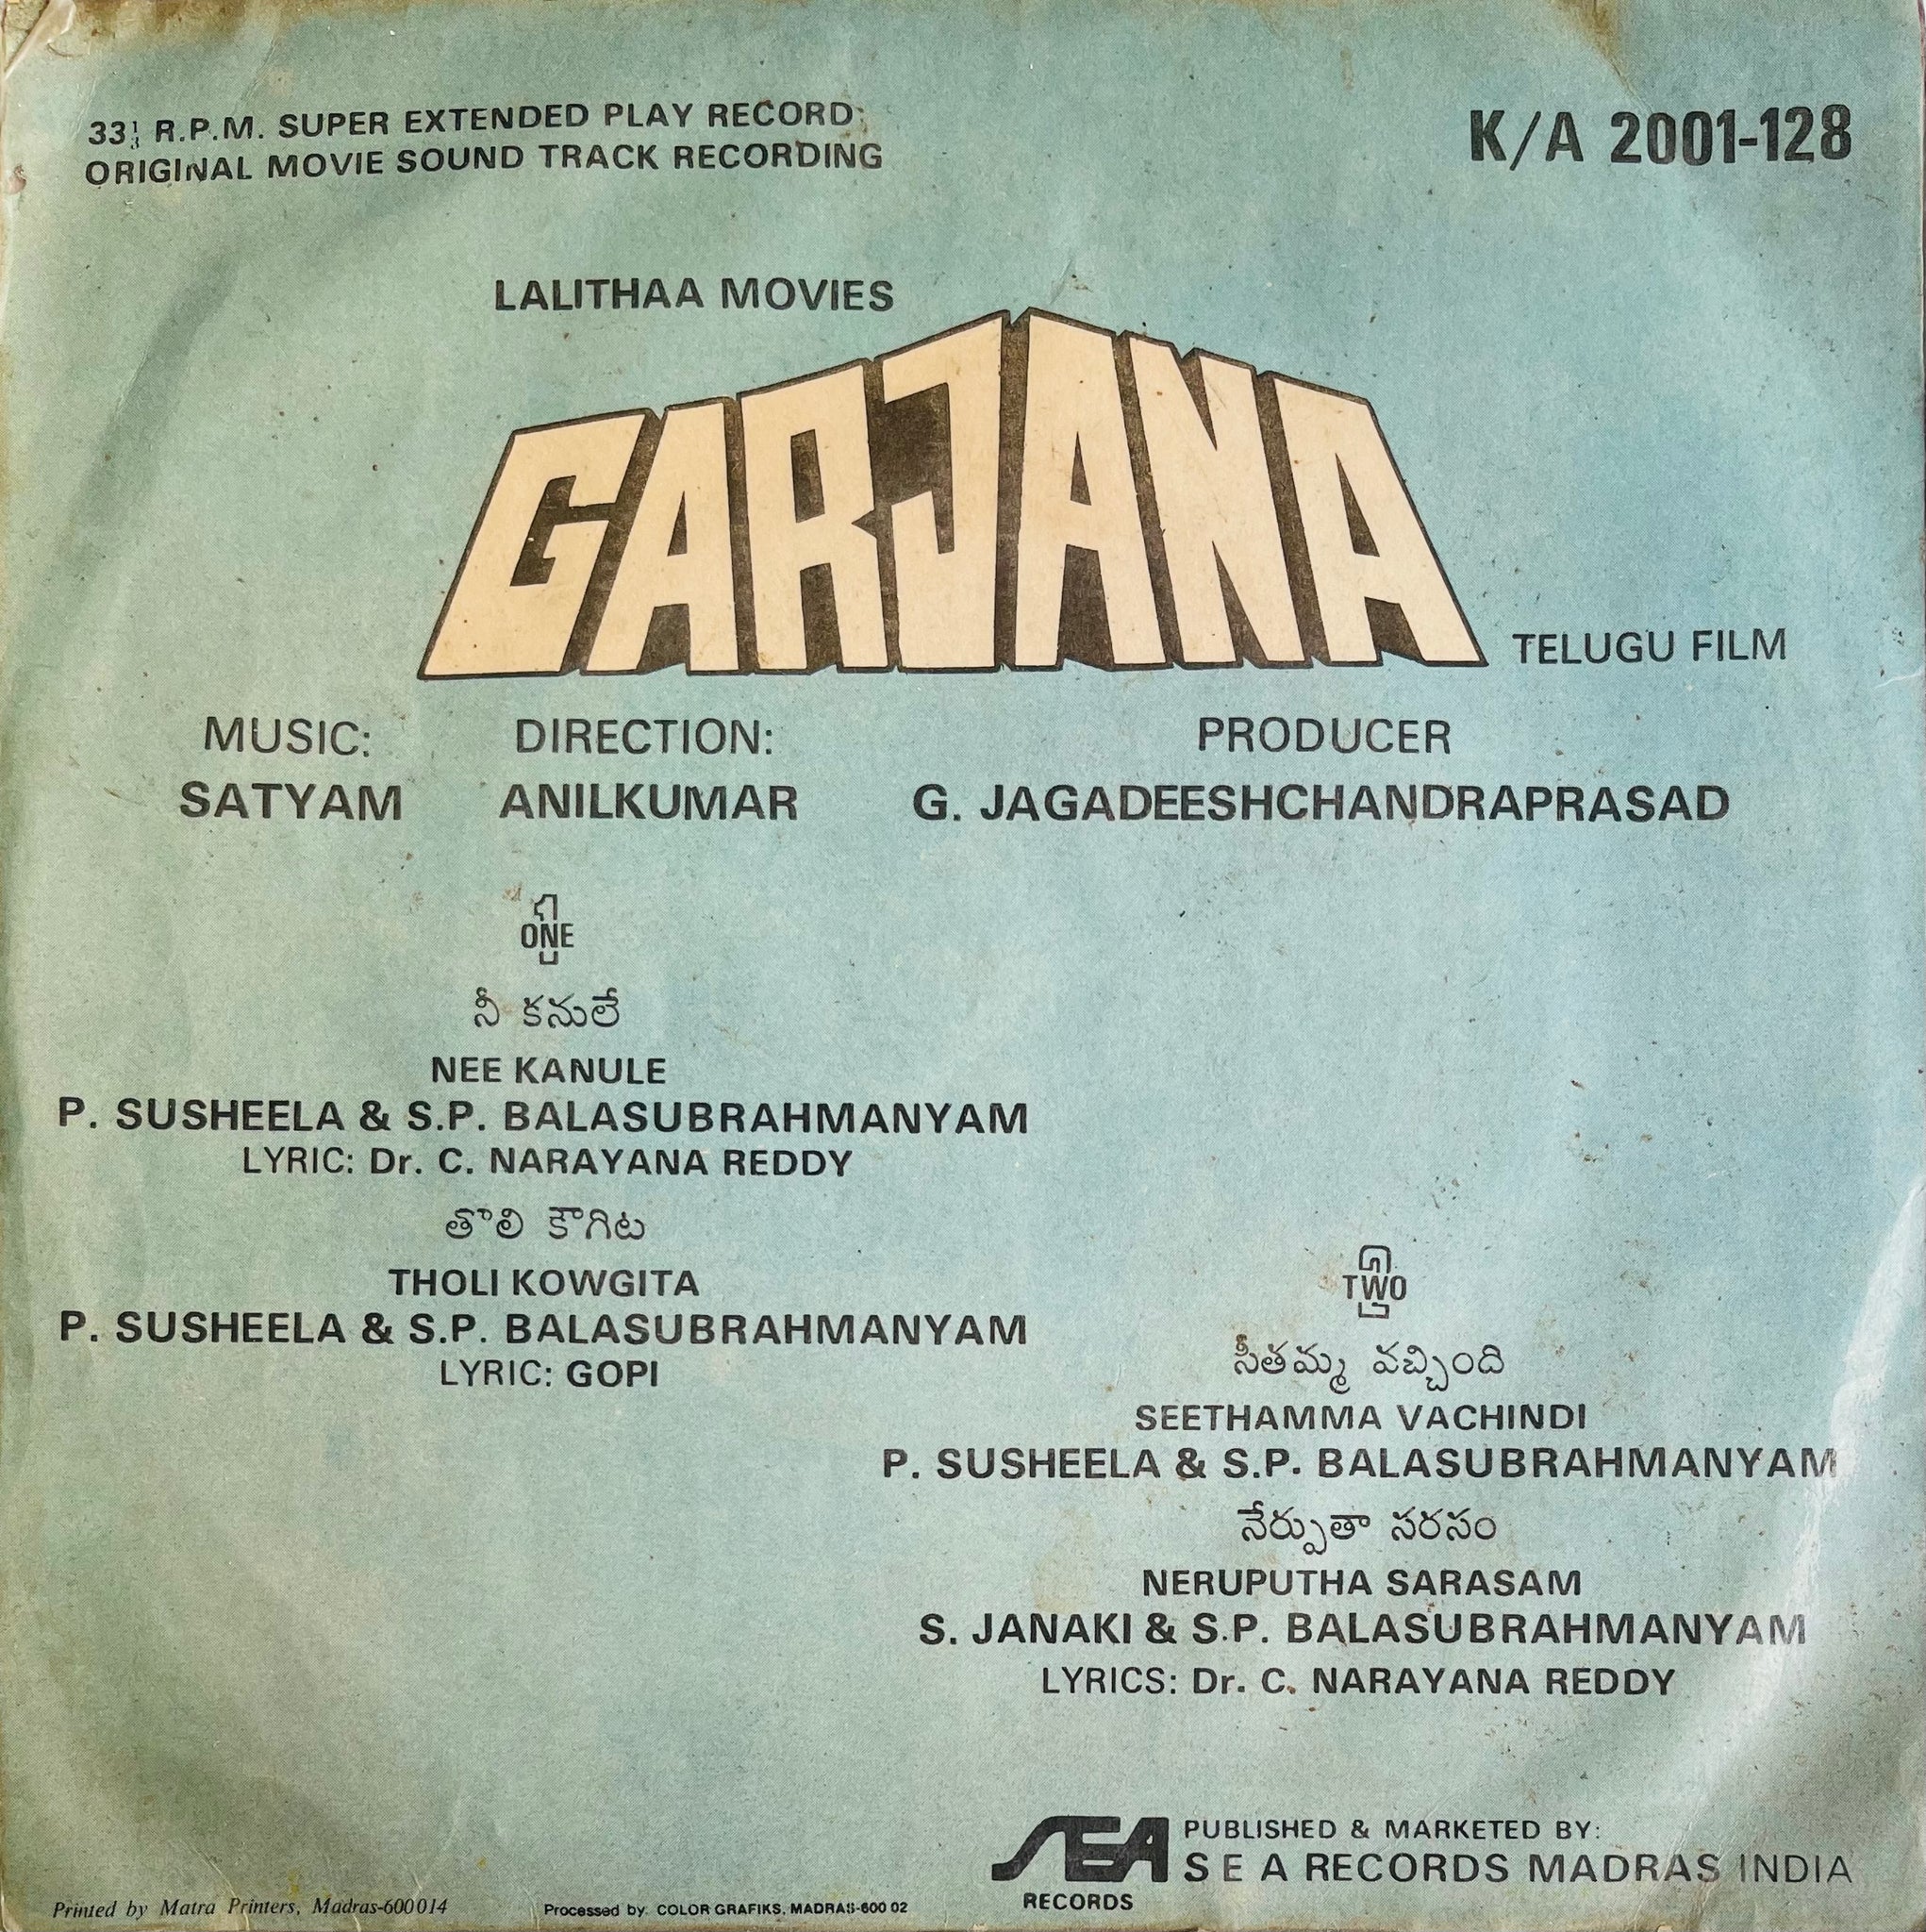 33⅓ R.P.M. SUPER EXTENDED PLAY RECORD
ORIGINAL MOVIE SOUND TRACK RECORDING
K/A 2001-128
LALITHAA MOVIES
GARJANA
TELUGU FILM
MUSIC: DIRECTION: PRODUCER
SATYAM ANILKUMAR G. JAGADEESHCHANDRAPRASAD
1
ONE
నీ కనులే
NEE KANULE
P. SUSHEELA & S.P. BALASUBRAHMANYAM
LYRIC: Dr. C. NARAYANA REDDY
తొలి కౌగిట
THOLI KOWGITA
P. SUSHEELA & S.P. BALASUBRAHMANYAM
LYRIC: GOPI
2
TWO
సీతమ్మ వచ్చింది
SEETHAMMA VACHINDI
P. SUSHEELA & S.P. BALASUBRAHMANYAM
నేర్పుతా సరసం
NERUPUTHA SARASAM
S. JANAKI & S.P. BALASUBRAHMANYAM
LYRICS: Dr. C. NARAYANA REDDY
SEA
RECORDS
PUBLISHED & MARKETED BY:
S E A RECORDS MADRAS INDIA
Printed by Matra Printers, Madras-600014
Processed by: COLOR GRAFIKS, MADRAS-600 02